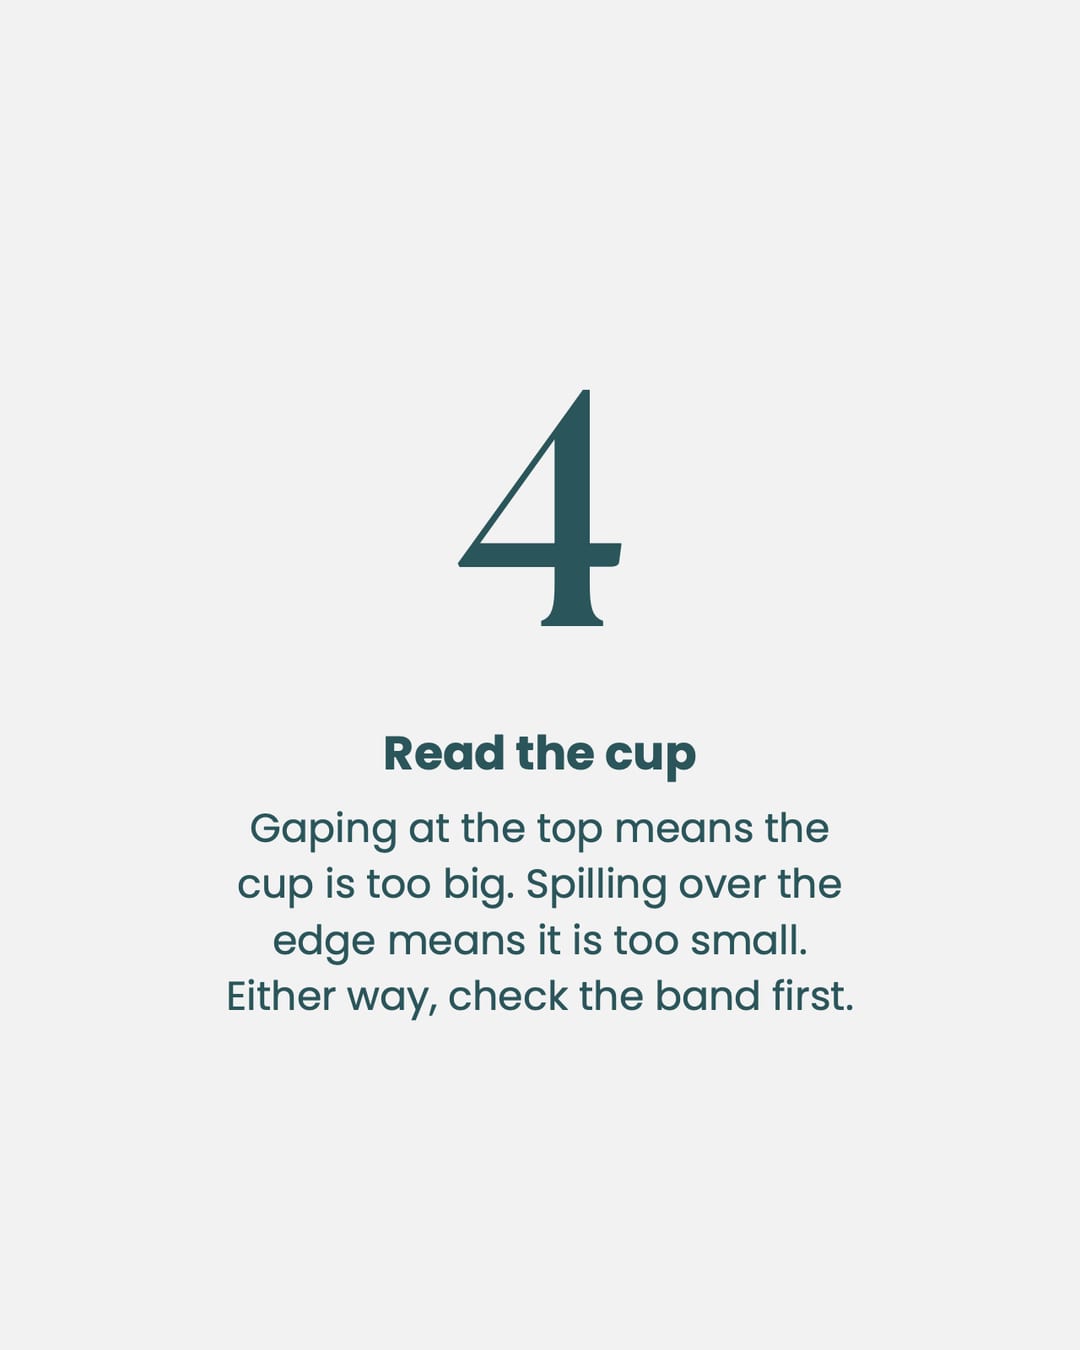 4
Read the cup
Gaping at the top means the
cup is too big. Spilling over the
edge means it is too small.
Either way, check the band first.